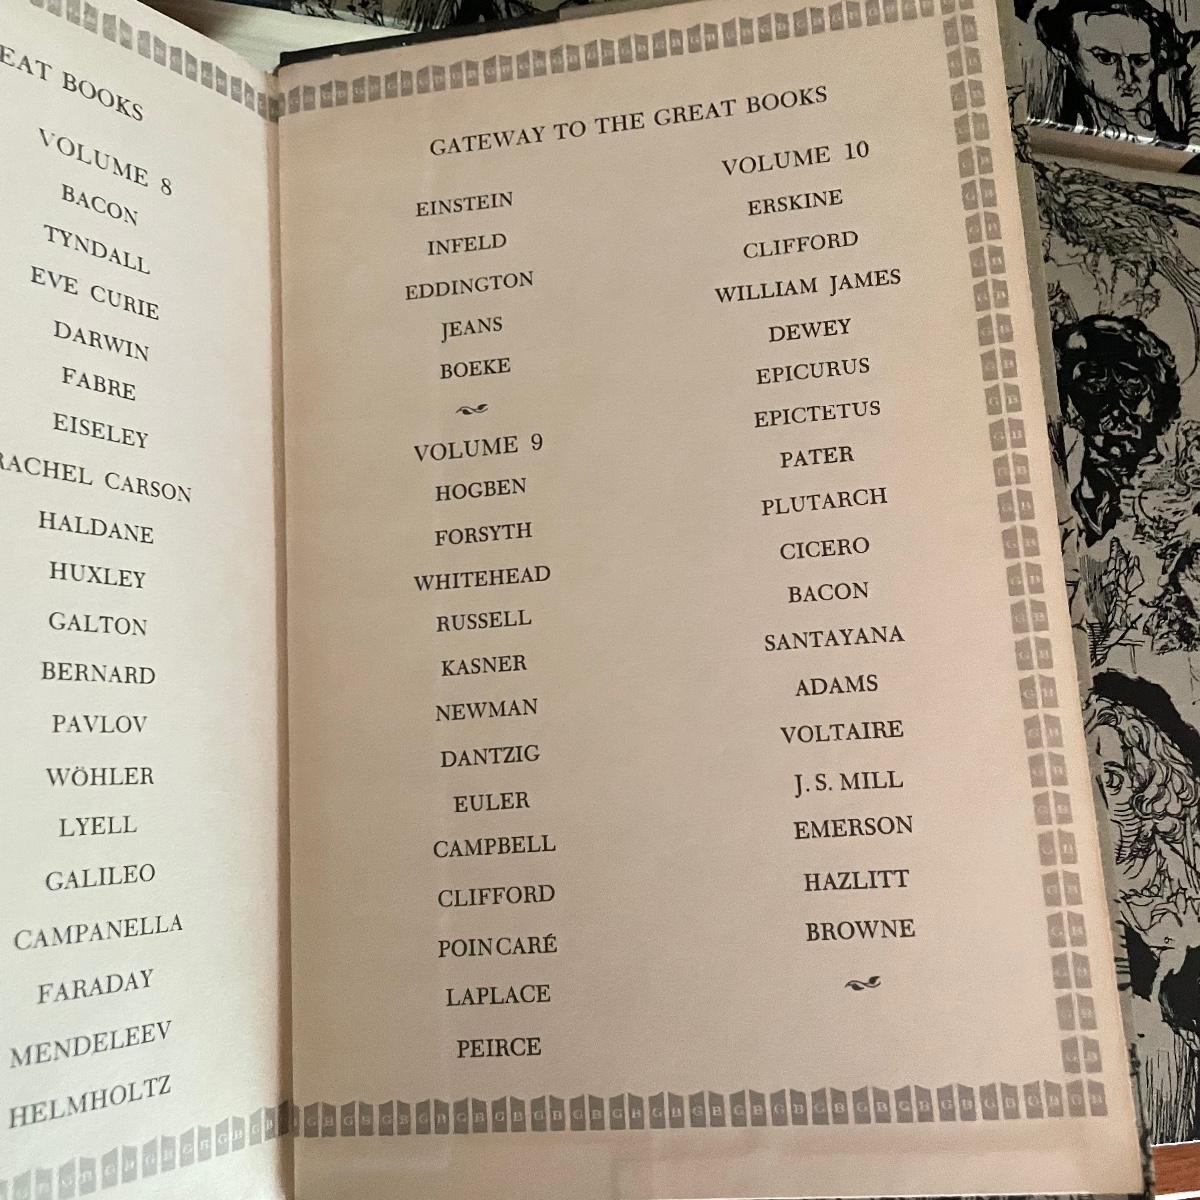 EAT BOOKS
VOLUME 8
BACON
TYNDALL
EVE CURIE
DARWIN
FABRE
EISELEY
RACHEL CARSON
HALDANE
HUXLEY
GALTON
BERNARD
PAVLOV
WÖHLER
LYELL
GALILEO
CAMPANELLA
FARADAY
MENDELEEV
HELMHOLTZ
GATEWAY TO THE GREAT BOOKS
EINSTEIN
INFELD
EDDINGTON
JEANS
BOEKE
VOLUME 9
HOGBEN
FORSYTH
WHITEHEAD
RUSSELL
KASNER
NEWMAN
DANTZIG
EULER
CAMPBELL
CLIFFORD
POINCARÉ
LAPLACE
PEIRCE
VOLUME 10
ERSKINE
CLIFFORD
WILLIAM JAMES
DEWEY
EPICURUS
EPICTETUS
PATER
PLUTARCH
CICERO
BACON
SANTAYANA
ADAMS
VOLTAIRE
J. S. MILL
EMERSON
HAZLITT
BROWNE